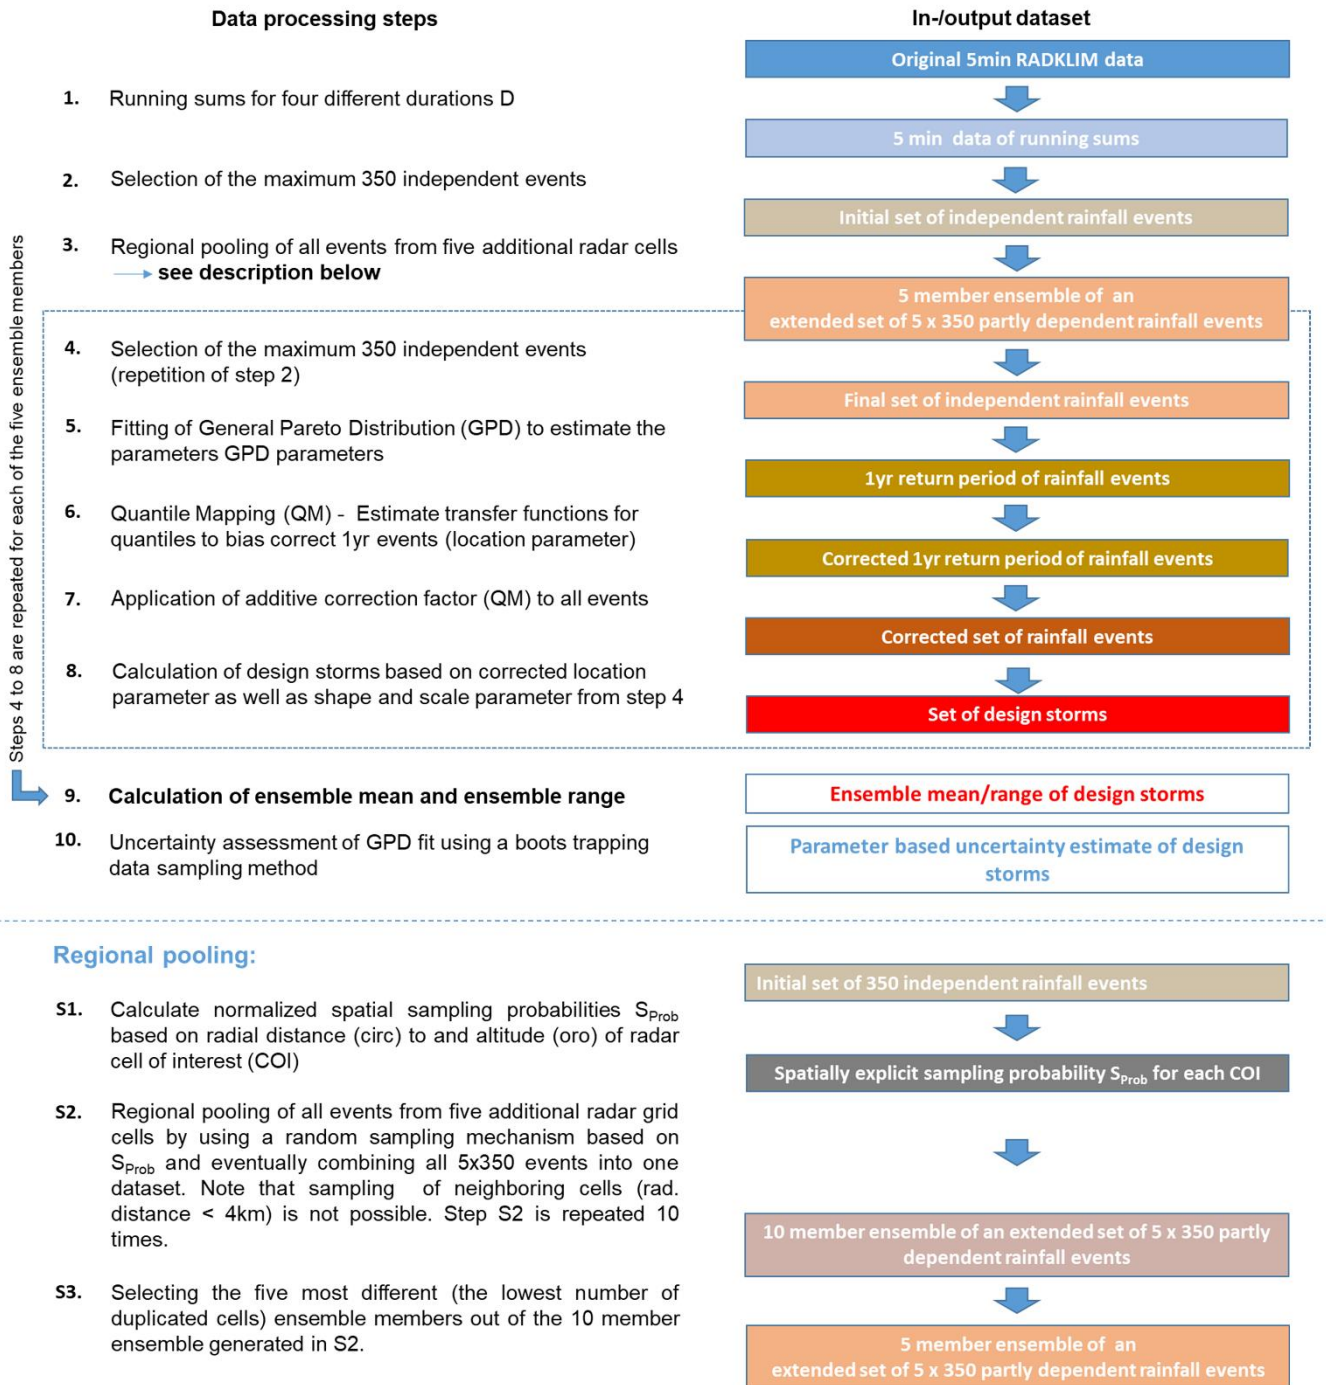 Data processing steps
In-/output dataset
Original 5min RADKLIM data
1. Running sums for four different durations D
5 min data of running sums
2. Selection of the maximum 350 independent events
Initial set of independent rainfall events
3. Regional pooling of all events from five additional radar cells
see description below
5 member ensemble of an
extended set of 5 x 350 partly dependent rainfall events
Steps 4 to 8 are repeated for each of the five ensemble members
4. Selection of the maximum 350 independent events
(repetition of step 2)
Final set of independent rainfall events
5. Fitting of General Pareto Distribution (GPD) to estimate the
parameters GPD parameters
1yr return period of rainfall events
6. Quantile Mapping (QM) - Estimate transfer functions for
quantiles to bias correct 1yr events (location parameter)
Corrected 1yr return period of rainfall events
7. Application of additive correction factor (QM) to all events
Corrected set of rainfall events
8. Calculation of design storms based on corrected location
parameter as well as shape and scale parameter from step 4
Set of design storms
9. Calculation of ensemble mean and ensemble range
Ensemble mean/range of design storms
10. Uncertainty assessment of GPD fit using a boots trapping
data sampling method
Parameter based uncertainty estimate of design
storms
Regional pooling:
Initial set of 350 independent rainfall events
S1. Calculate normalized spatial sampling probabilities SProb
based on radial distance (circ) to and altitude (oro) of radar
cell of interest (COI)
Spatially explicit sampling probability SProb for each COI
S2. Regional pooling of all events from five additional radar grid
cells by using a random sampling mechanism based on
SProb and eventually combining all 5x350 events into one
dataset. Note that sampling of neighboring cells (rad.
distance < 4km) is not possible. Step S2 is repeated 10
times.
10 member ensemble of an extended set of 5 x 350 partly
dependent rainfall events
S3. Selecting the five most different (the lowest number of
duplicated cells) ensemble members out of the 10 member
ensemble generated in S2.
5 member ensemble of an
extended set of 5 x 350 partly dependent rainfall events